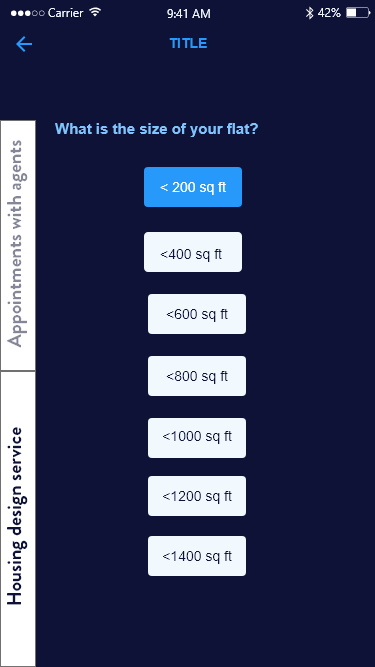 Carrier 9:41 AM 42%
TITLE
What is the size of your flat?
< 200 sq ft
<400 sq ft
<600 sq ft
<800 sq ft
<1000 sq ft
<1200 sq ft
<1400 sq ft
Appointments with agents
Housing design service